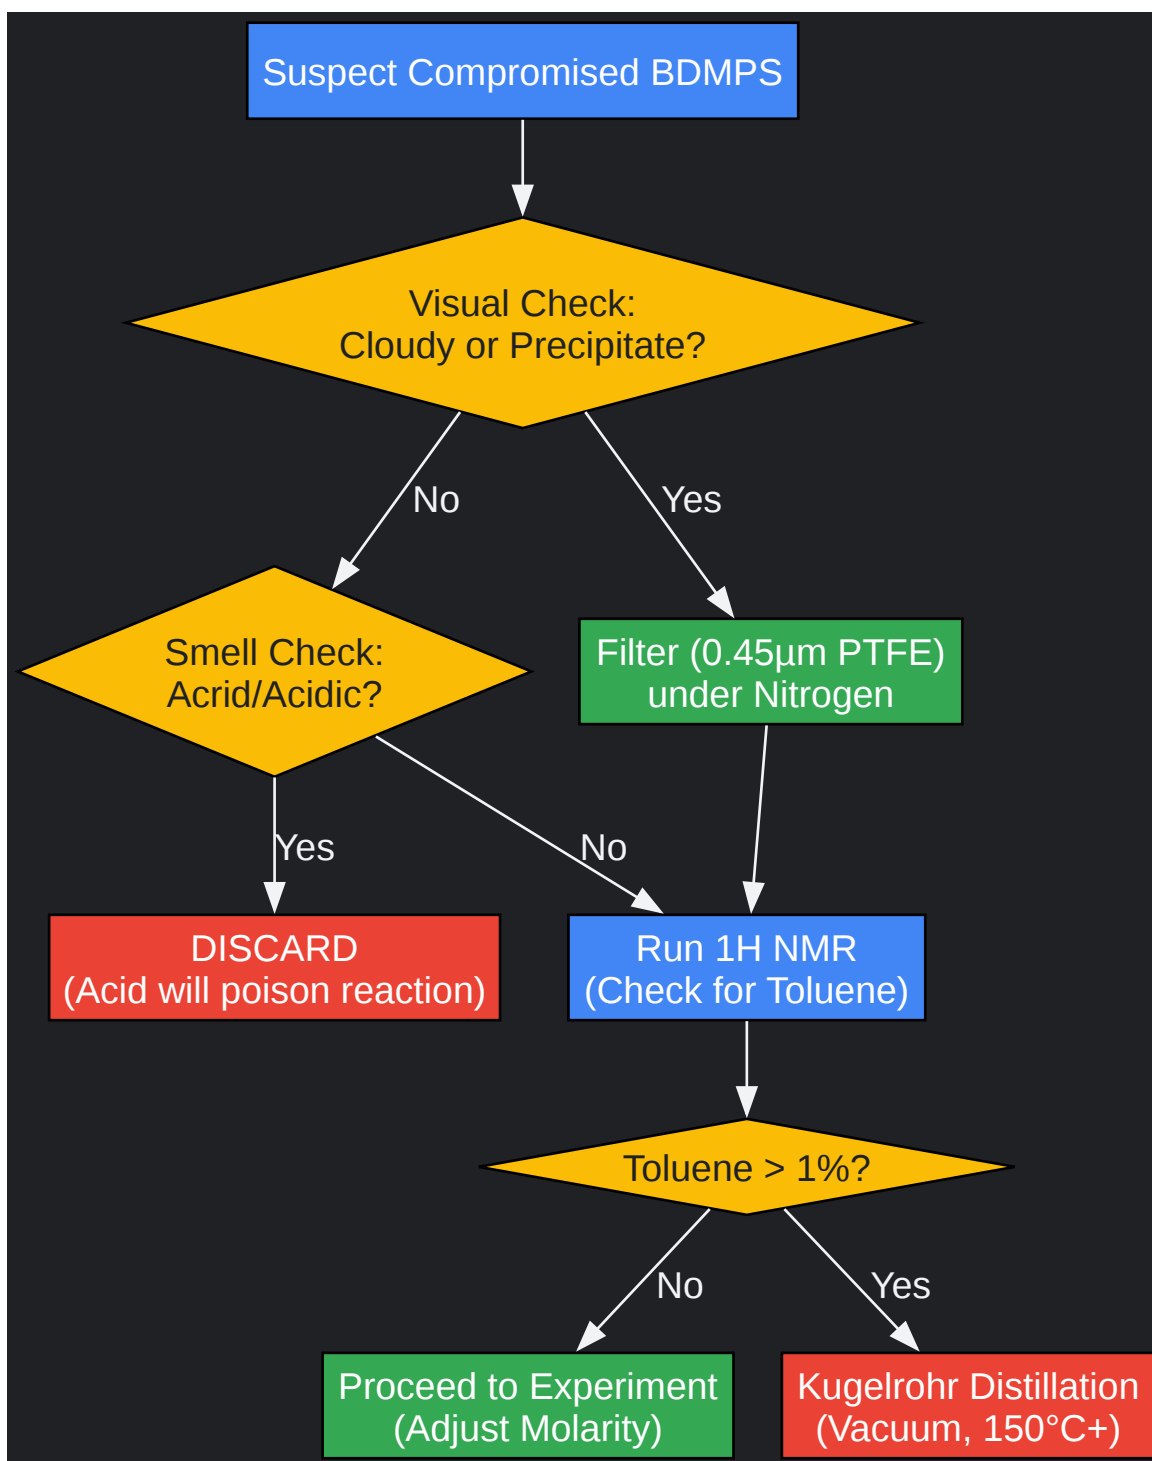 Suspect Compromised BDMPS
Visual Check:
Cloudy or Precipitate?
No
Yes
Smell Check:
Acrid/Acidic?
Filter (0.45µm PTFE)
under Nitrogen
Yes
No
DISCARD
(Acid will poison reaction)
Run 1H NMR
(Check for Toluene)
Toluene > 1%?
No
Yes
Proceed to Experiment
(Adjust Molarity)
Kugelrohr Distillation
(Vacuum, 150°C+)